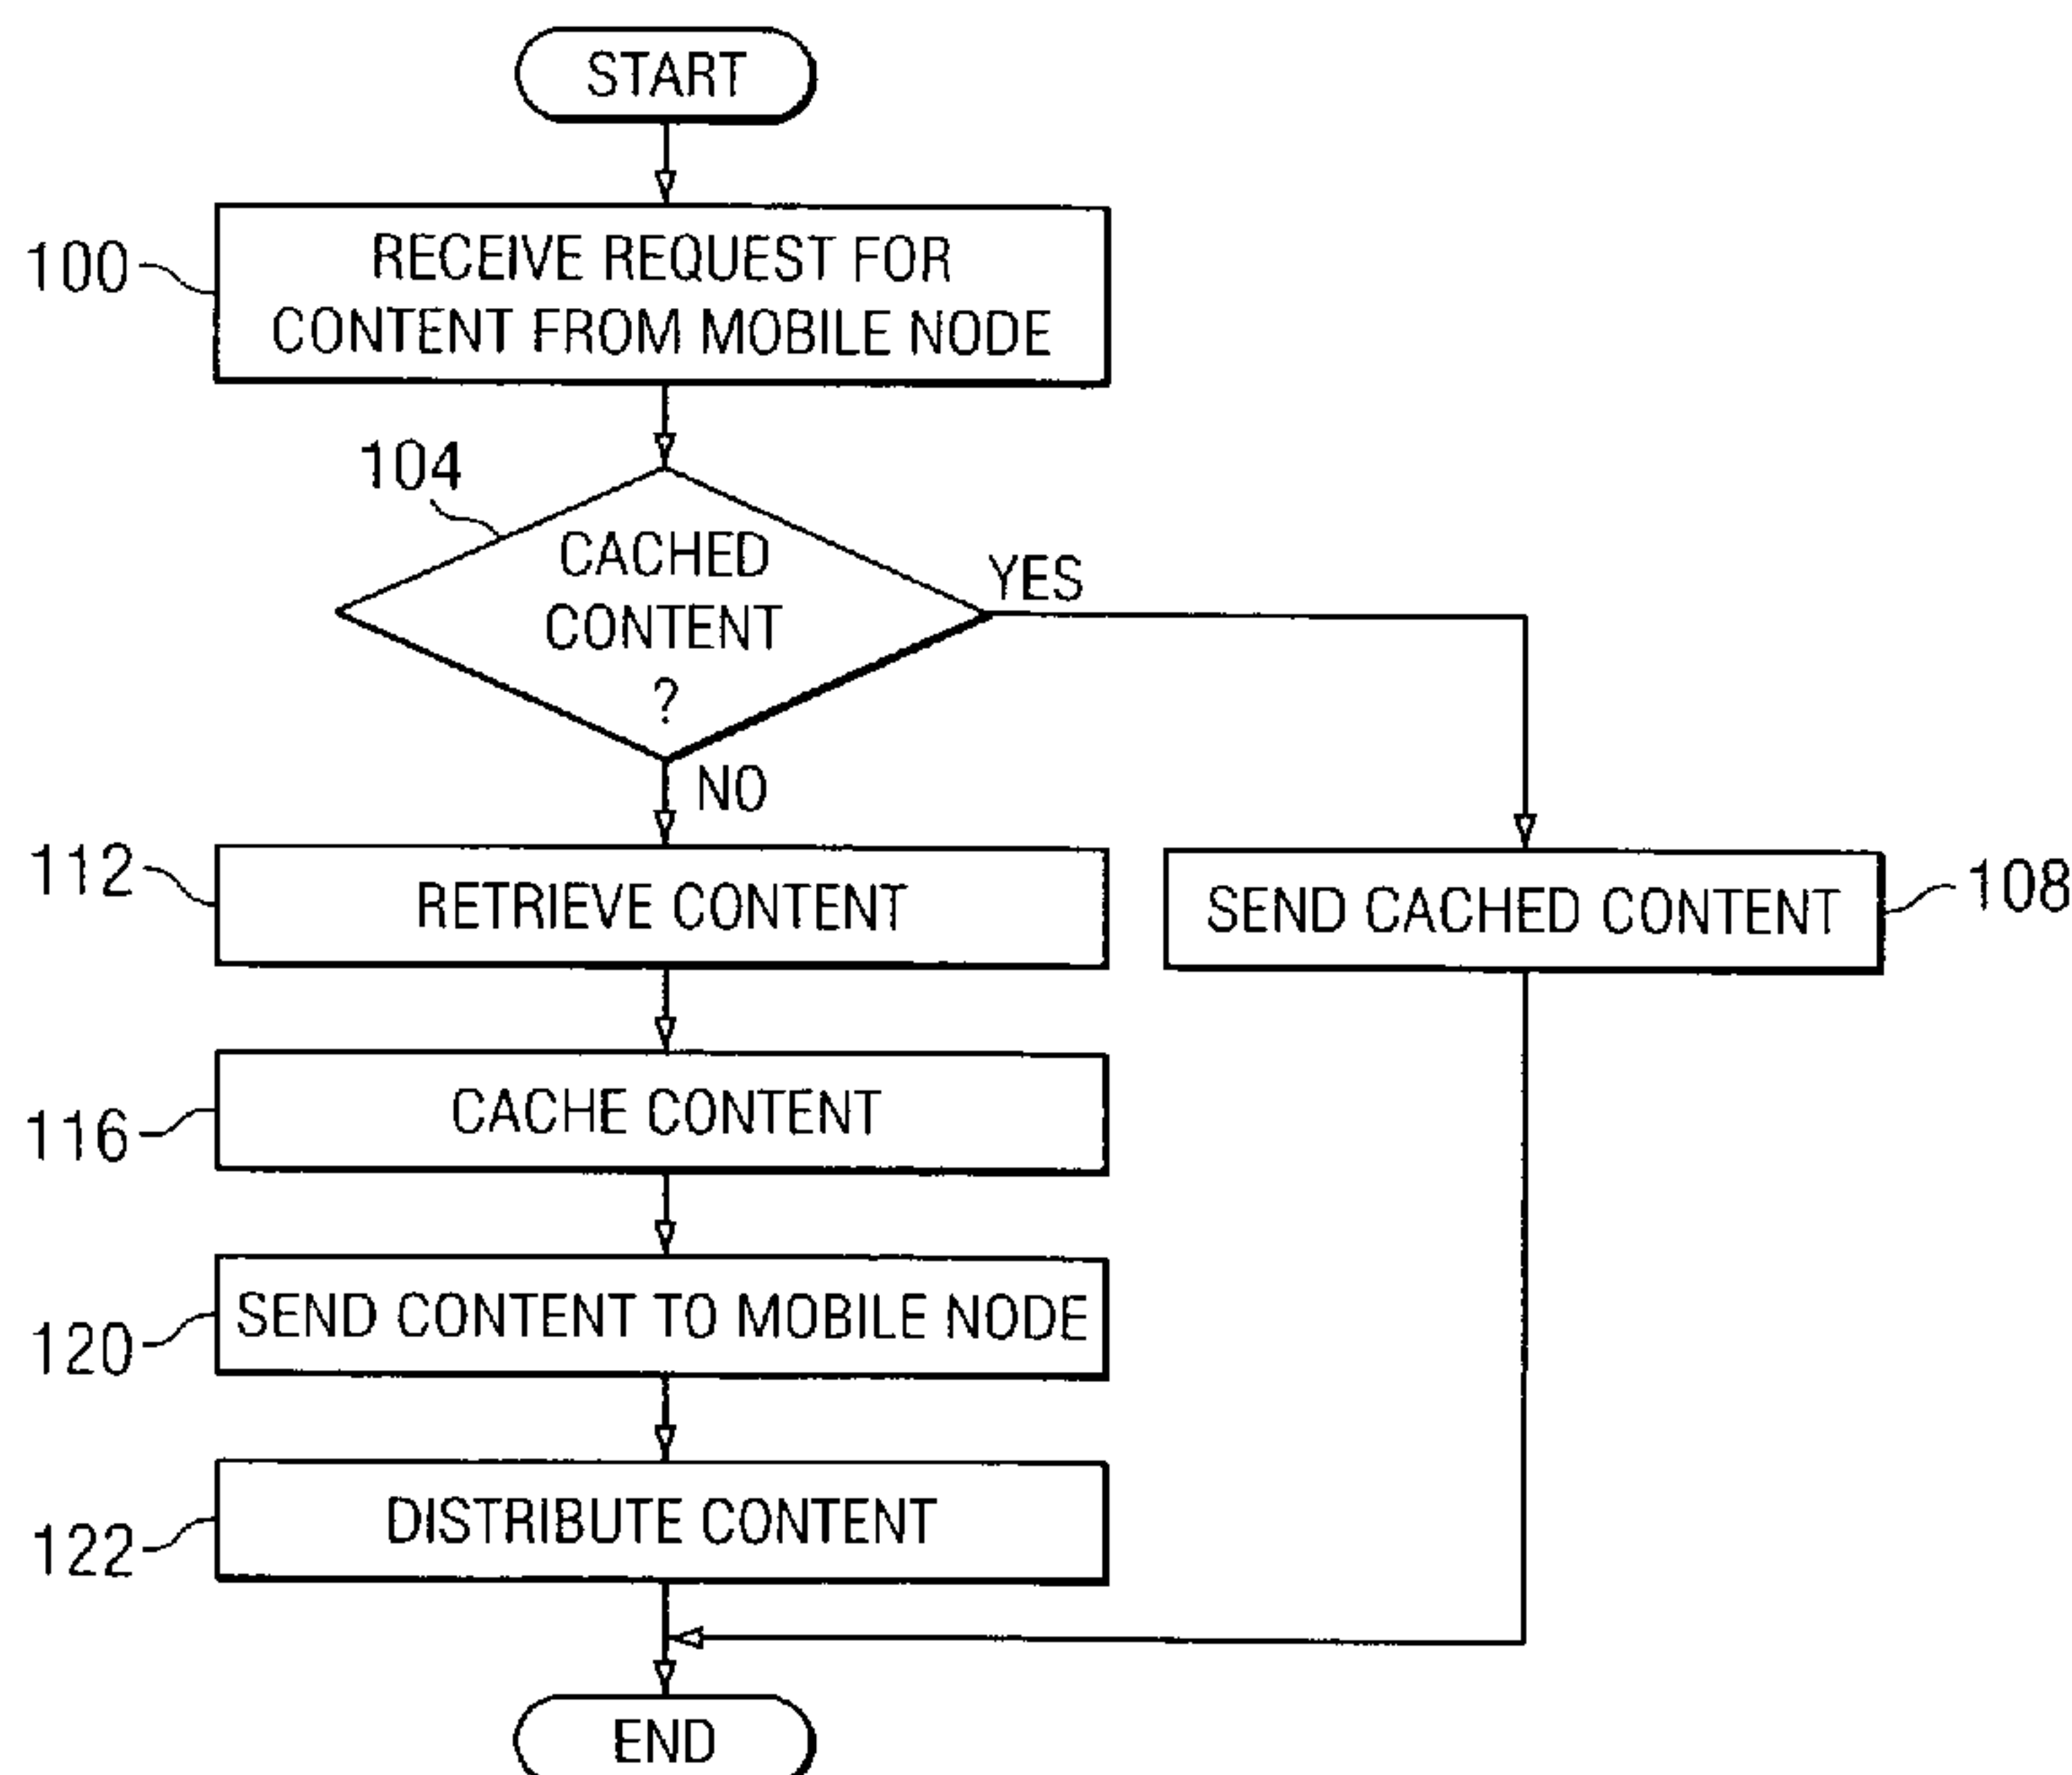 START
100
RECEIVE REQUEST FOR
CONTENT FROM MOBILE NODE
104
CACHED
CONTENT
?
YES
NO
112
RETRIEVE CONTENT
SEND CACHED CONTENT
108
CACHE CONTENT
116
SEND CONTENT TO MOBILE NODE
120
DISTRIBUTE CONTENT
122
END